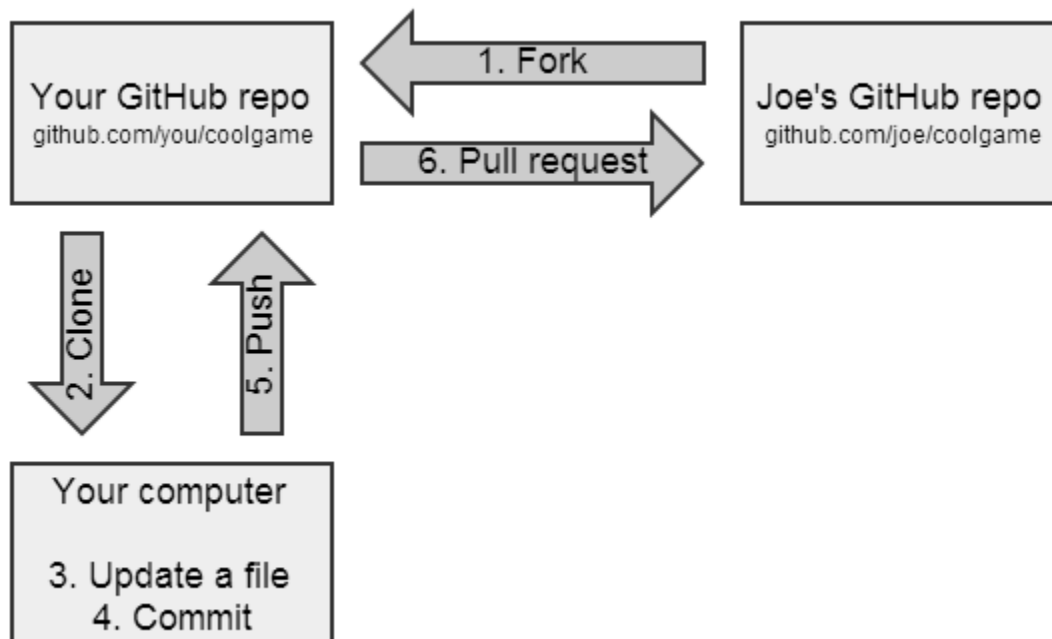 Your GitHub repo
github.com/you/coolgame
1. Fork
6. Pull request
Joe's GitHub repo
github.com/joe/coolgame
2. Clone
5. Push
Your computer
3. Update a file
4. Commit